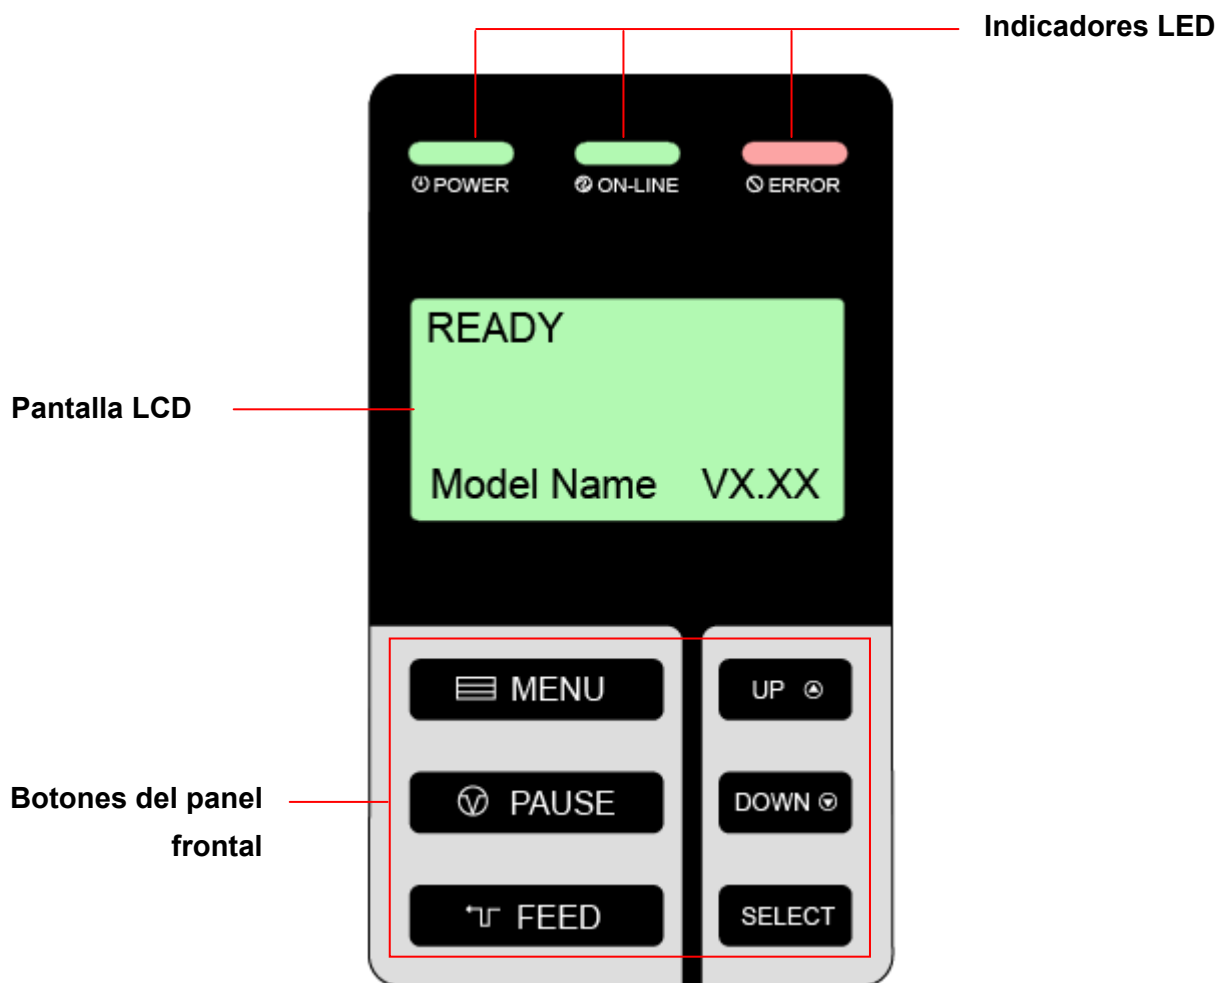 Indicadores LED
POWER
ON-LINE
ERROR
READY
Pantalla LCD
Model Name VX.XX
MENU
UP
Botones del panel
frontal
PAUSE
DOWN
FEED
SELECT